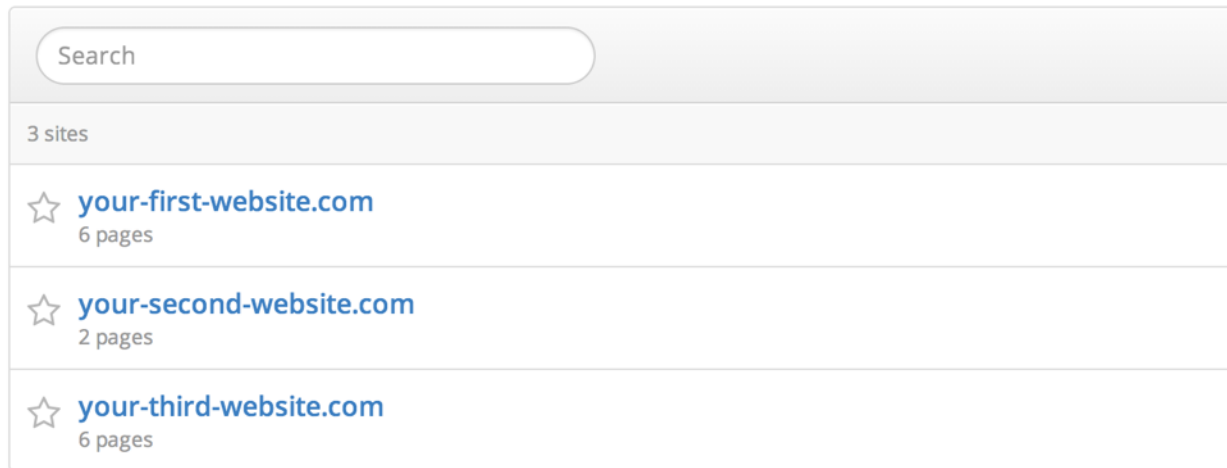 Search
3 sites
your-first-website.com
6 pages
your-second-website.com
2 pages
your-third-website.com
6 pages